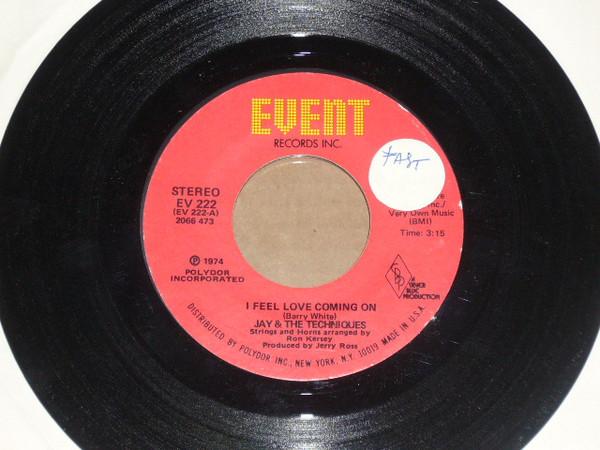 EVENT
RECORDS INC.
FAST
STEREO
EV 222
(EV 222-A)
2066 473
Inc./
Very Own Music
(BMI)
Time: 3:15
℗ 1974
POLYDOR
INCORPORATED
PRODUCTION
I FEEL LOVE COMING ON
(Barry White)
JAY & THE TECHNIQUES
Strings and Horns arranged by
Ron Kersey
Produced by Jerry Ross
DISTRIBUTED BY POLYDOR INC., NEW YORK, N.Y. 10019 MADE IN U.S.A.